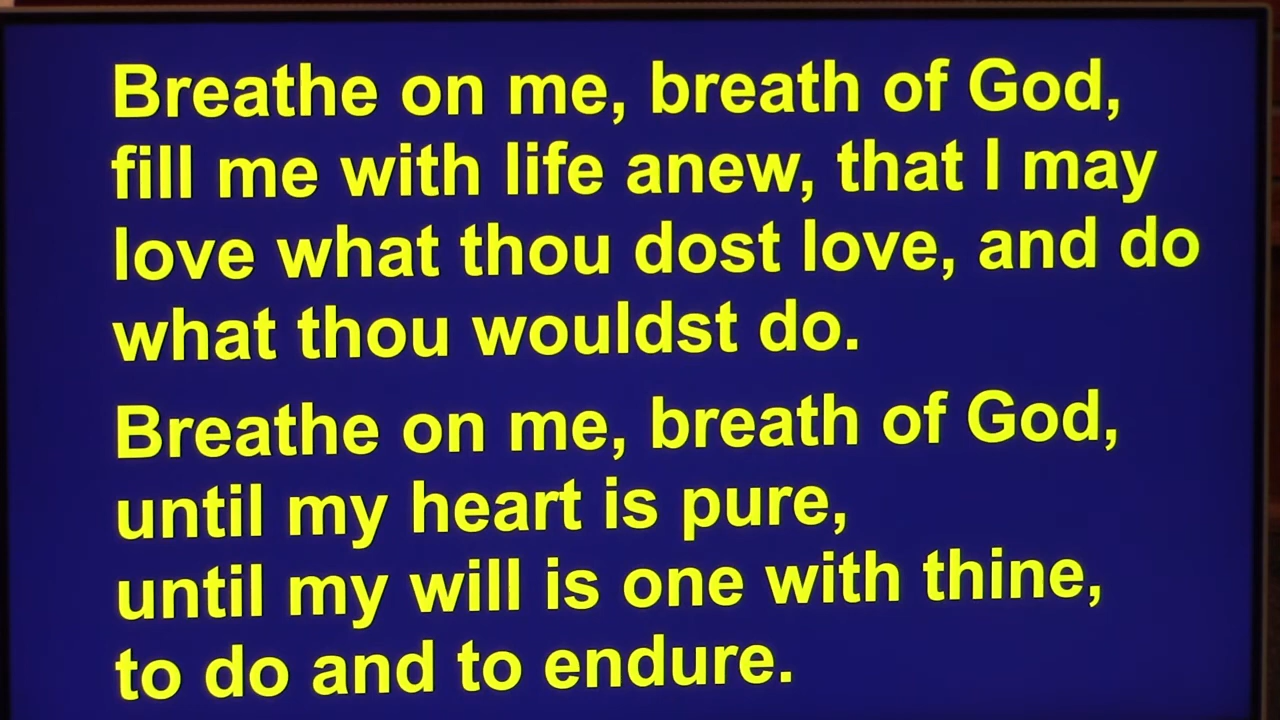 Breathe on me, breath of God,
fill me with life anew, that I may
love what thou dost love, and do
what thou wouldst do.
Breathe on me, breath of God,
until my heart is pure,
until my will is one with thine,
to do and to endure.